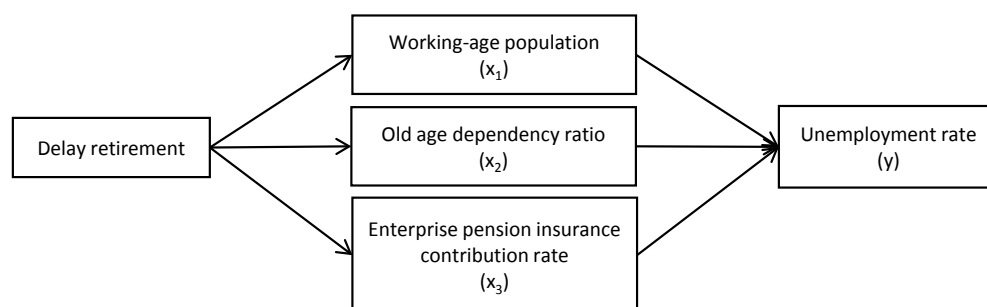 Working-age population
(x₁)
Delay retirement
Old age dependency ratio
(x₂)
Unemployment rate
(y)
Enterprise pension insurance
contribution rate
(x₃)